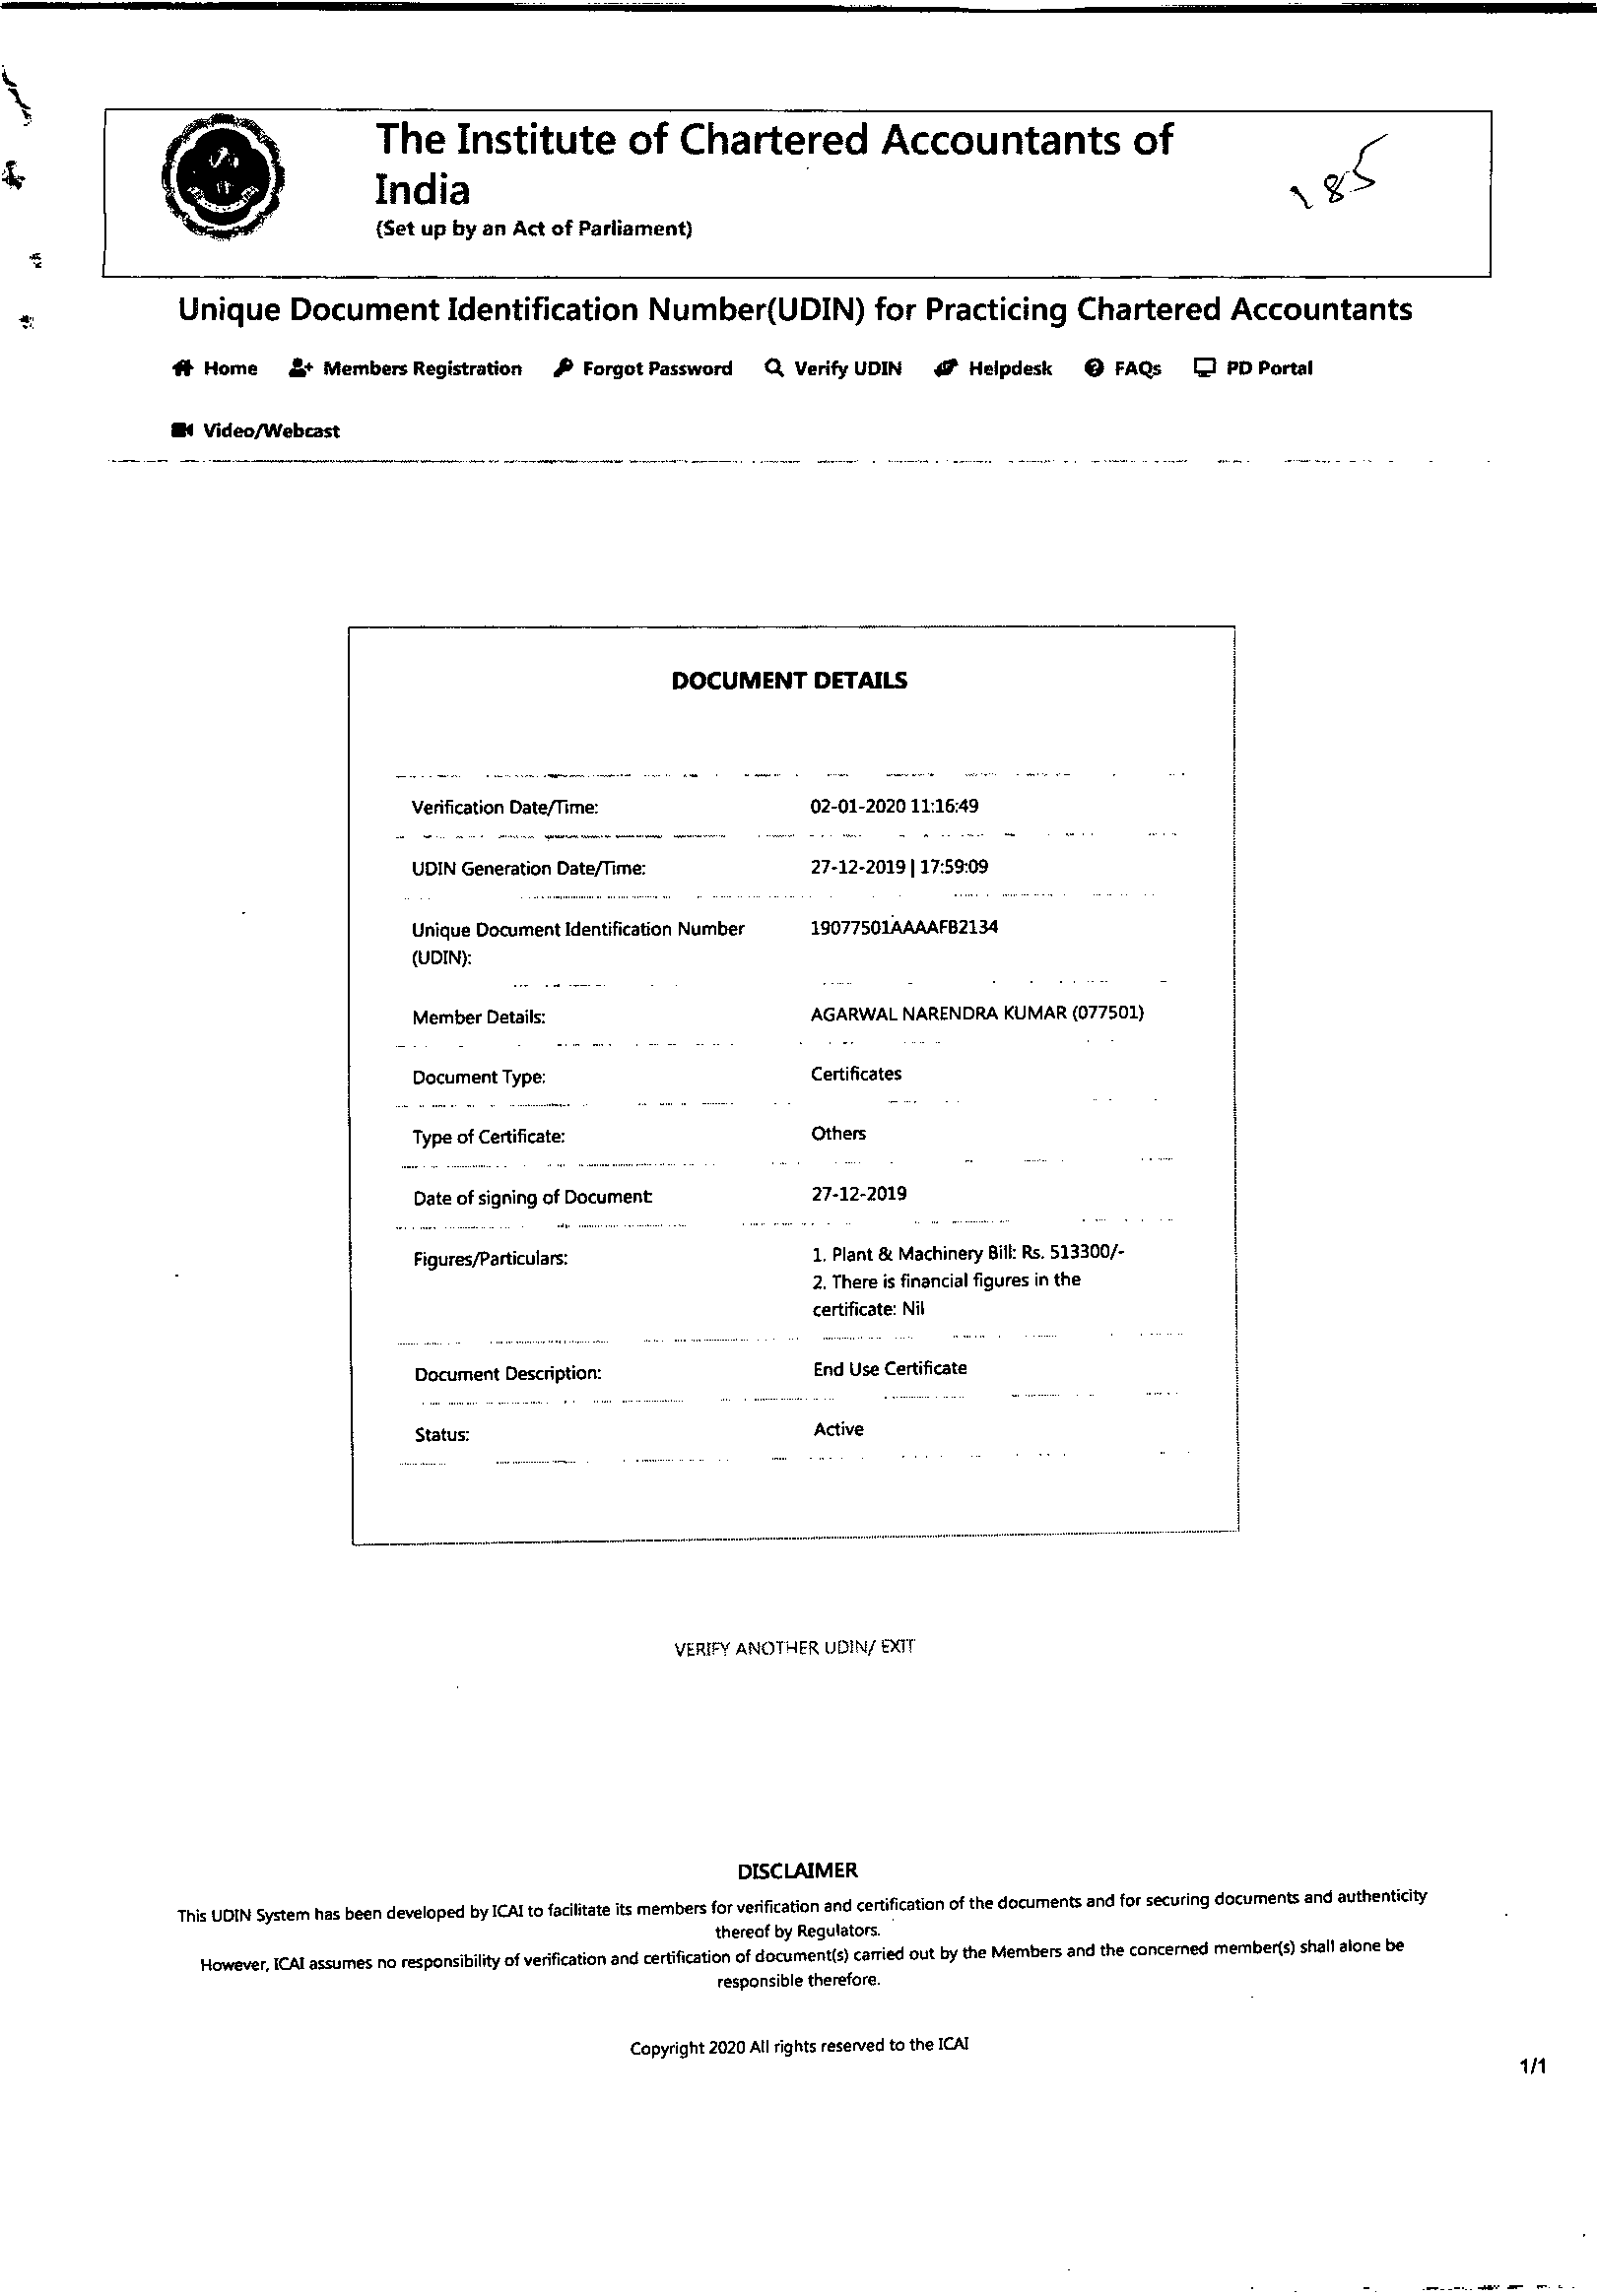 The Institute of Chartered Accountants of
India
(Set up by an Act of Parliament)
185
Unique Document Identification Number(UDIN) for Practicing Chartered Accountants
Home Members Registration Forgot Password Verify UDIN Helpdesk FAQs PD Portal
Video/Webcast
DOCUMENT DETAILS
Verification Date/Time: 02-01-2020 11:16:49
UDIN Generation Date/Time: 27-12-2019 | 17:59:09
Unique Document Identification Number 19077501AAAAFB2134
(UDIN):
Member Details: AGARWAL NARENDRA KUMAR (077501)
Document Type: Certificates
Type of Certificate: Others
Date of signing of Document: 27-12-2019
Figures/Particulars: 1. Plant & Machinery Bill: Rs. 513300/-
2. There is financial figures in the
certificate: Nil
Document Description: End Use Certificate
Status: Active
VERIFY ANOTHER UDIN/ EXIT
DISCLAIMER
This UDIN System has been developed by ICAI to facilitate its members for verification and certification of the documents and for securing documents and authenticity
thereof by Regulators.
However, ICAI assumes no responsibility of verification and certification of document(s) carried out by the Members and the concerned member(s) shall alone be
responsible therefore.
Copyright 2020 All rights reserved to the ICAI
1/1